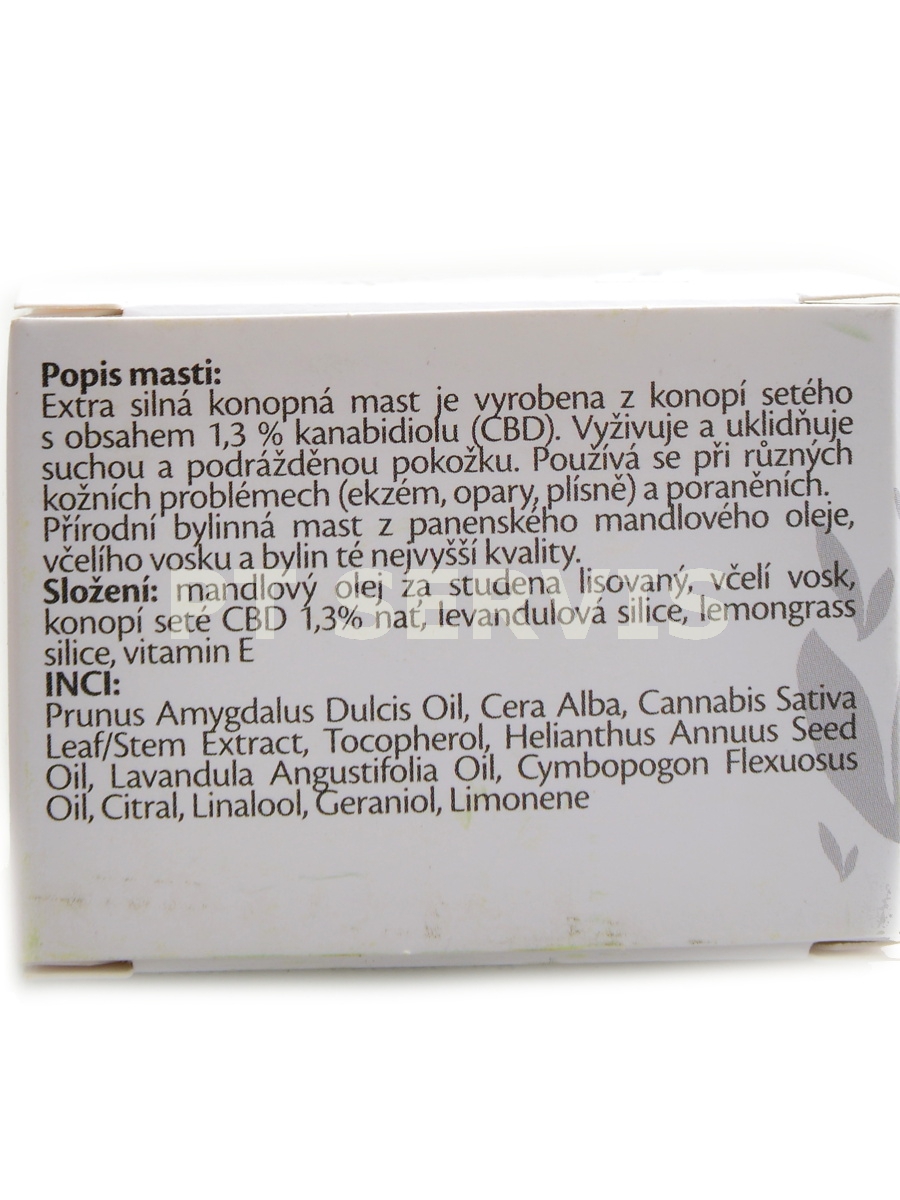 Popis masti:
Extra silná konopná mast je vyrobena z konopí setého
s obsahem 1,3 % kanabidiolu (CBD). Vyživuje a uklidňuje
suchou a podrážděnou pokožku. Používá se při různých
kožních problémech (ekzém, opary, plísně) a poraněních.
Přírodní bylinná mast z panenského mandlového oleje,
včelího vosku a bylin té nejvyšší kvality.
Složení: mandlový olej za studena lisovaný, včelí vosk,
konopí seté CBD 1,3% nať, levandulová silice, lemongrass
silice, vitamin E
INCI:
Prunus Amygdalus Dulcis Oil, Cera Alba, Cannabis Sativa
Leaf/Stem Extract, Tocopherol, Helianthus Annuus Seed
Oil, Lavandula Angustifolia Oil, Cymbopogon Flexuosus
Oil, Citral, Linalool, Geraniol, Limonene
SERVIS